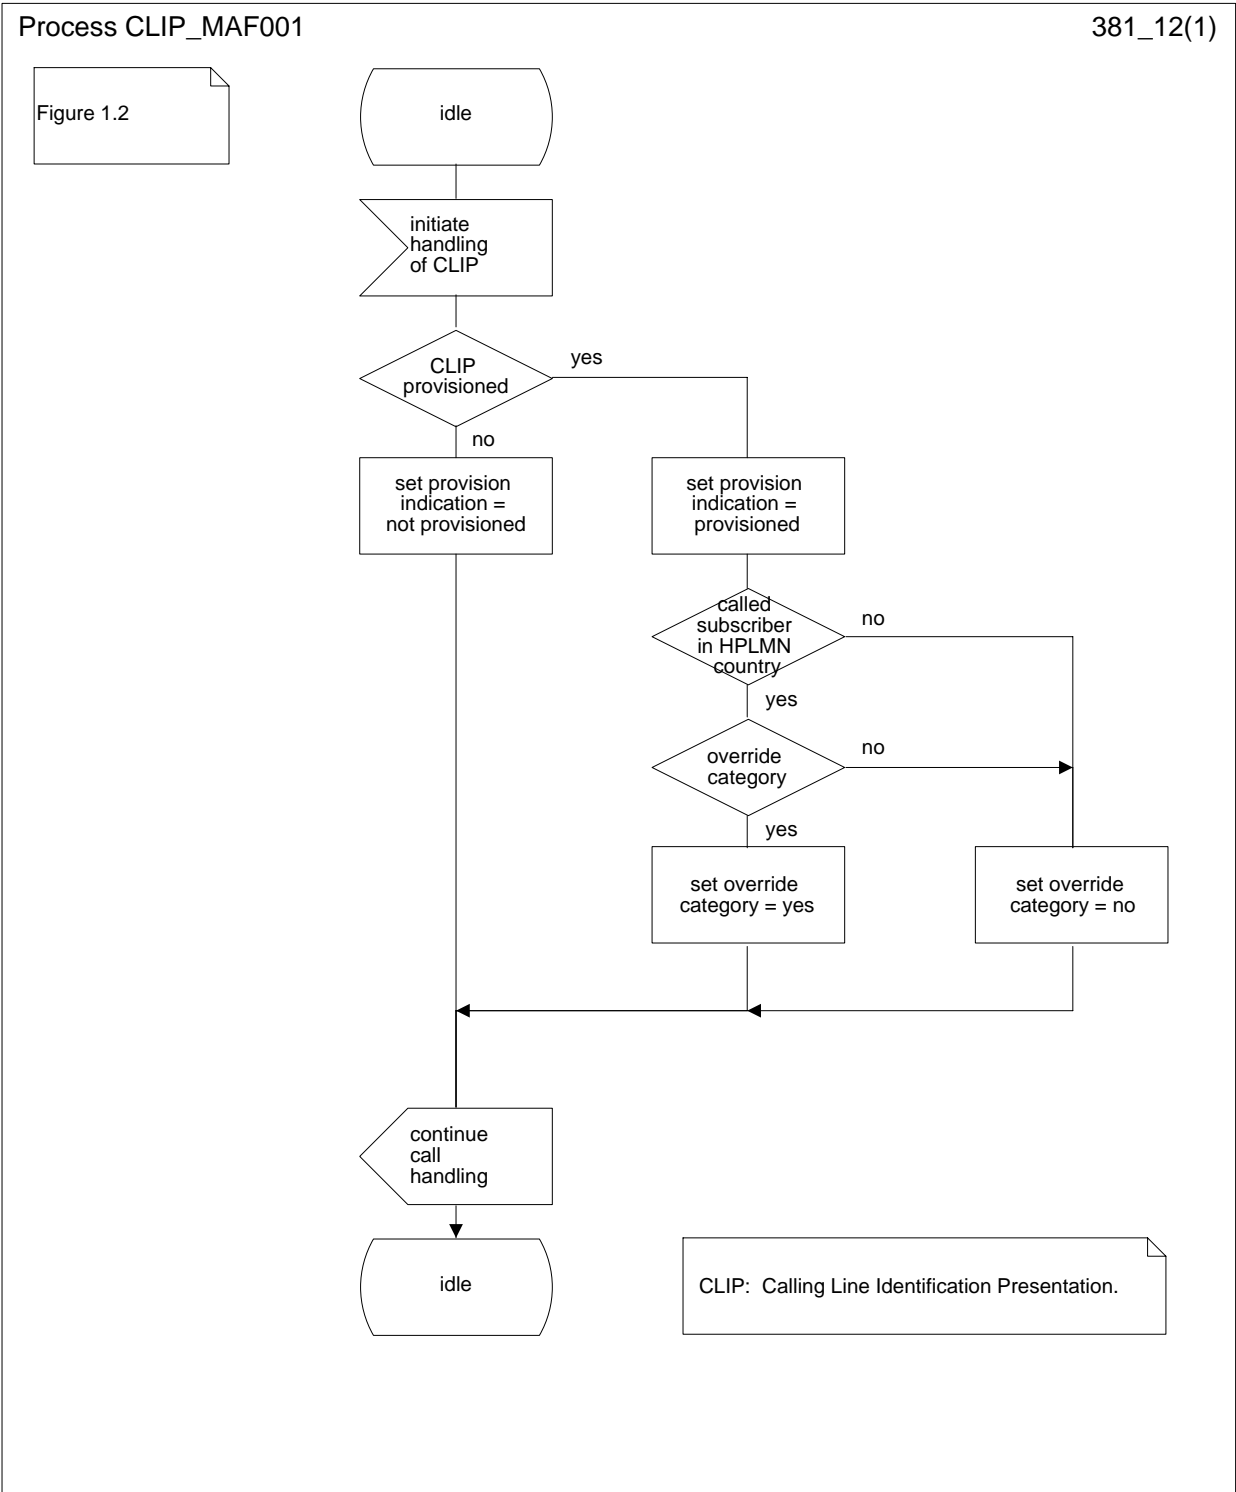 Process CLIP_MAF001
381_12(1)
Figure 1.2
idle
initiate
handling
of CLIP
CLIP
provisioned
yes
no
set provision
indication =
not provisioned
set provision
indication =
provisioned
called
subscriber
in HPLMN
country
no
yes
override
category
no
yes
set override
category = yes
set override
category = no
continue
call
handling
idle
CLIP:  Calling Line Identification Presentation.